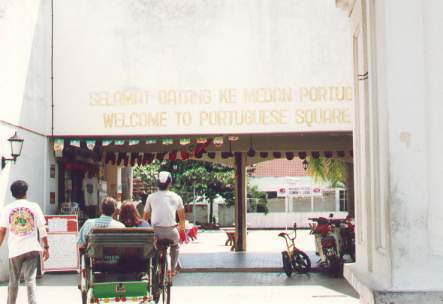 SELAMAT DATANG KE MEDAN PORTUG
WELCOME TO PORTUGUESE SQUARE